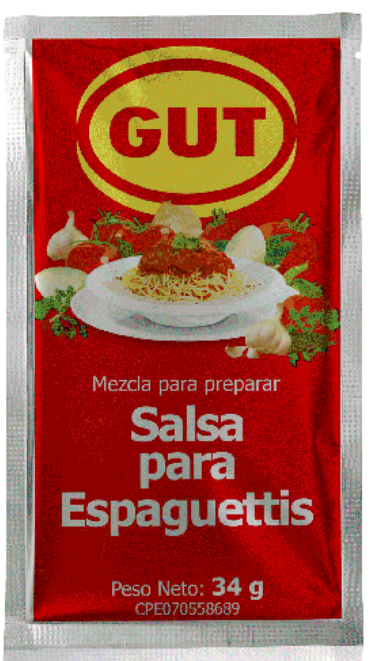 GUT
Mezcla para preparar
Salsa
para
Espaguettis
Peso Neto: 34 g
CPE070558689